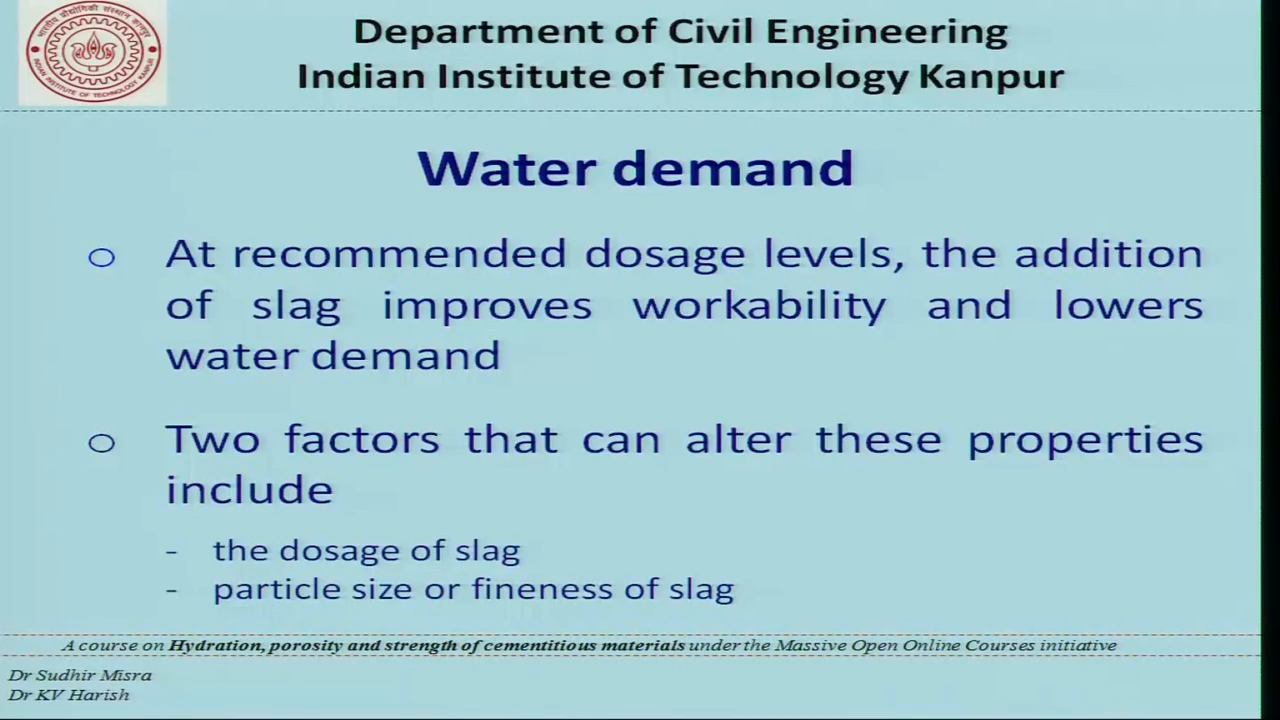 Department of Civil Engineering
Indian Institute of Technology Kanpur
Water demand
o At recommended dosage levels, the addition
of slag improves workability and lowers
water demand
o Two factors that can alter these properties
include
- the dosage of slag
- particle size or fineness of slag
A course on Hydration, porosity and strength of cementitious materials under the Massive Open Online Courses initiative
Dr Sudhir Misra
Dr KV Harish